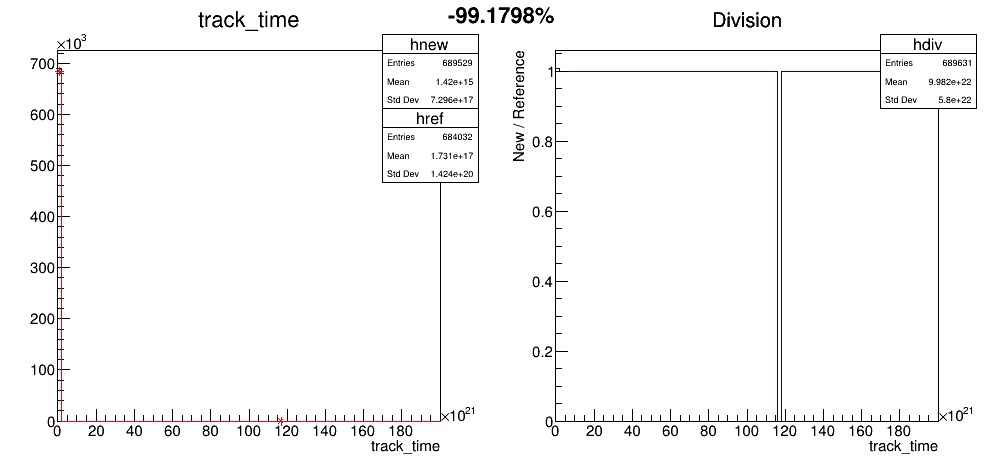 -99.1798%
track_time
×10³
hnew
Entries 689529
Mean 1.42e+15
Std Dev 7.296e+17
href
Entries 684032
Mean 1.731e+17
Std Dev 1.424e+20
700
600
500
400
300
200
100
0
0 20 40 60 80 100 120 140 160 180
×10²¹
track_time
Division
hdiv
Entries 689631
Mean 9.982e+22
Std Dev 5.8e+22
New / Reference
1
0.8
0.6
0.4
0.2
0
0 20 40 60 80 100 120 140 160 180
×10²¹
track_time